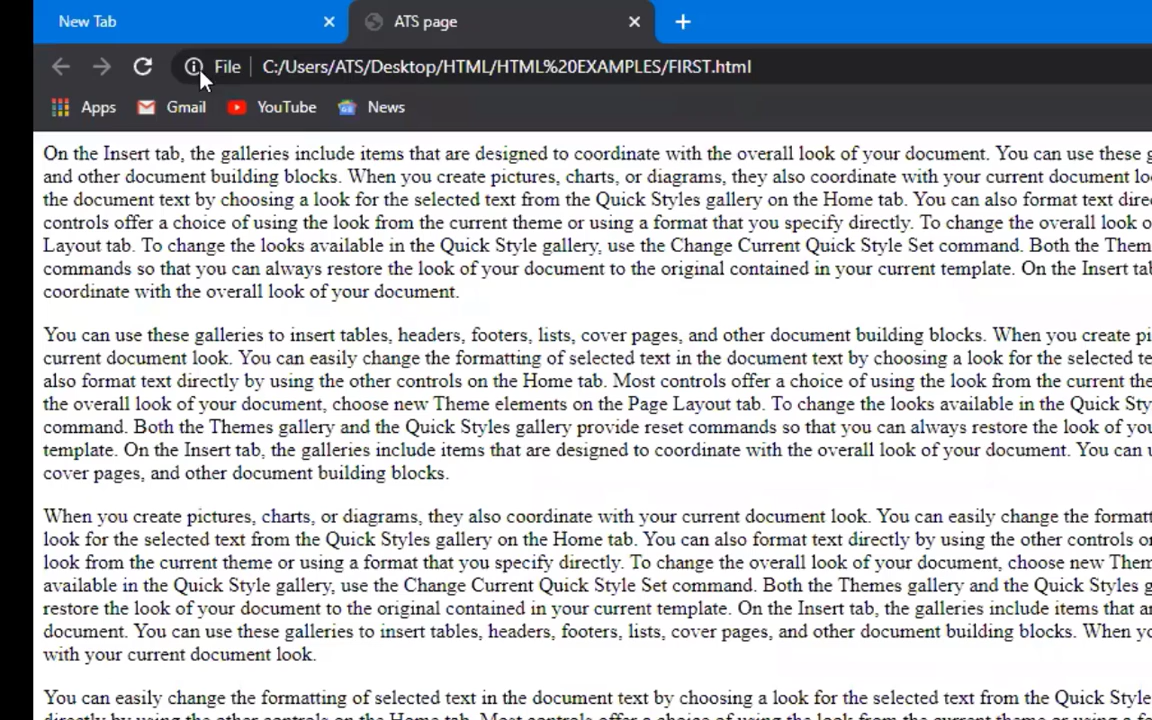 New Tab
ATS page
File
C:/Users/ATS/Desktop/HTML/HTML%20EXAMPLES/FIRST.html
Apps
Gmail
YouTube
News
On the Insert tab, the galleries include items that are designed to coordinate with the overall look of your document. You can use these
and other document building blocks. When you create pictures, charts, or diagrams, they also coordinate with your current document
the document text by choosing a look for the selected text from the Quick Styles gallery on the Home tab. You can also format text
controls offer a choice of using the look from the current theme or using a format that you specify directly. To change the overall look
Layout tab. To change the looks available in the Quick Style gallery, use the Change Current Quick Style Set command. Both the
commands so that you can always restore the look of your document to the original contained in your current template. On the Insert
coordinate with the overall look of your document.
You can use these galleries to insert tables, headers, footers, lists, cover pages, and other document building blocks. When you create
current document look. You can easily change the formatting of selected text in the document text by choosing a look for the selected
also format text directly by using the other controls on the Home tab. Most controls offer a choice of using the look from the current
the overall look of your document, choose new Theme elements on the Page Layout tab. To change the looks available in the Quick
command. Both the Themes gallery and the Quick Styles gallery provide reset commands so that you can always restore the look of
template. On the Insert tab, the galleries include items that are designed to coordinate with the overall look of your document. You can
cover pages, and other document building blocks.
When you create pictures, charts, or diagrams, they also coordinate with your current document look. You can easily change the
look for the selected text from the Quick Styles gallery on the Home tab. You can also format text directly by using the other controls
look from the current theme or using a format that you specify directly. To change the overall look of your document, choose new
available in the Quick Style gallery, use the Change Current Quick Style Set command. Both the Themes gallery and the Quick Styles
restore the look of your document to the original contained in your current template. On the Insert tab, the galleries include items that
document. You can use these galleries to insert tables, headers, footers, lists, cover pages, and other document building blocks. When
with your current document look.
You can easily change the formatting of selected text in the document text by choosing a look for the selected text from the Quick